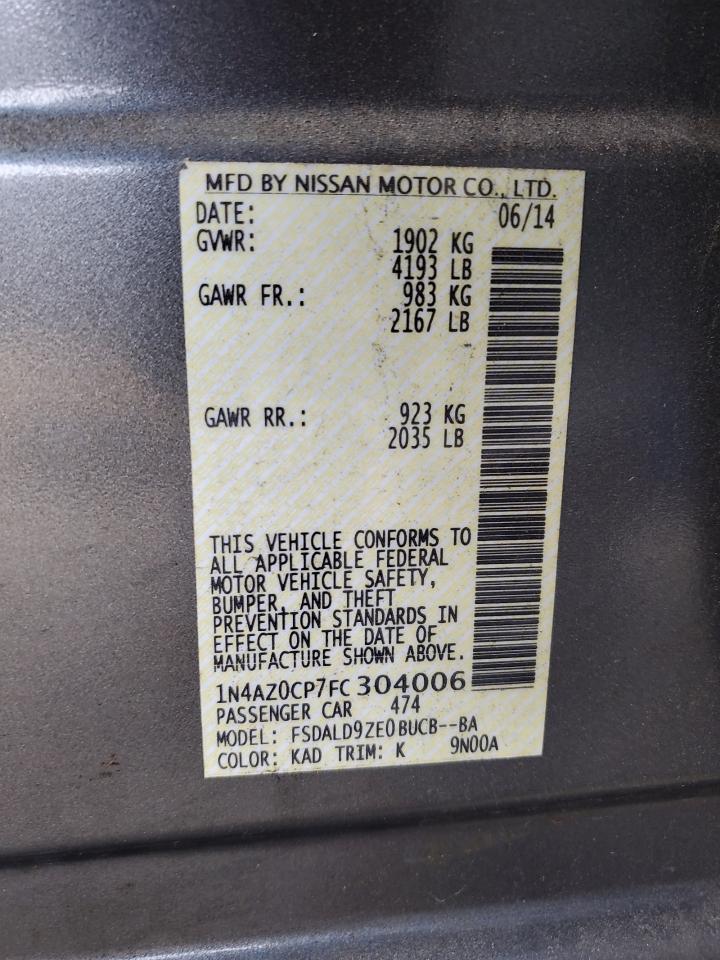 MFD BY NISSAN MOTOR CO., LTD.
DATE: 06/14
GVWR: 1902 KG
4193 LB
GAWR FR.: 983 KG
2167 LB
GAWR RR.: 923 KG
2035 LB
THIS VEHICLE CONFORMS TO
ALL APPLICABLE FEDERAL
MOTOR VEHICLE SAFETY,
BUMPER, AND THEFT
PREVENTION STANDARDS IN
EFFECT ON THE DATE OF
MANUFACTURE SHOWN ABOVE.
1N4AZ0CP7FC304006
PASSENGER CAR 474
MODEL: FSDALD9ZE0BUCB--BA
COLOR: KAD TRIM: K 9N00A